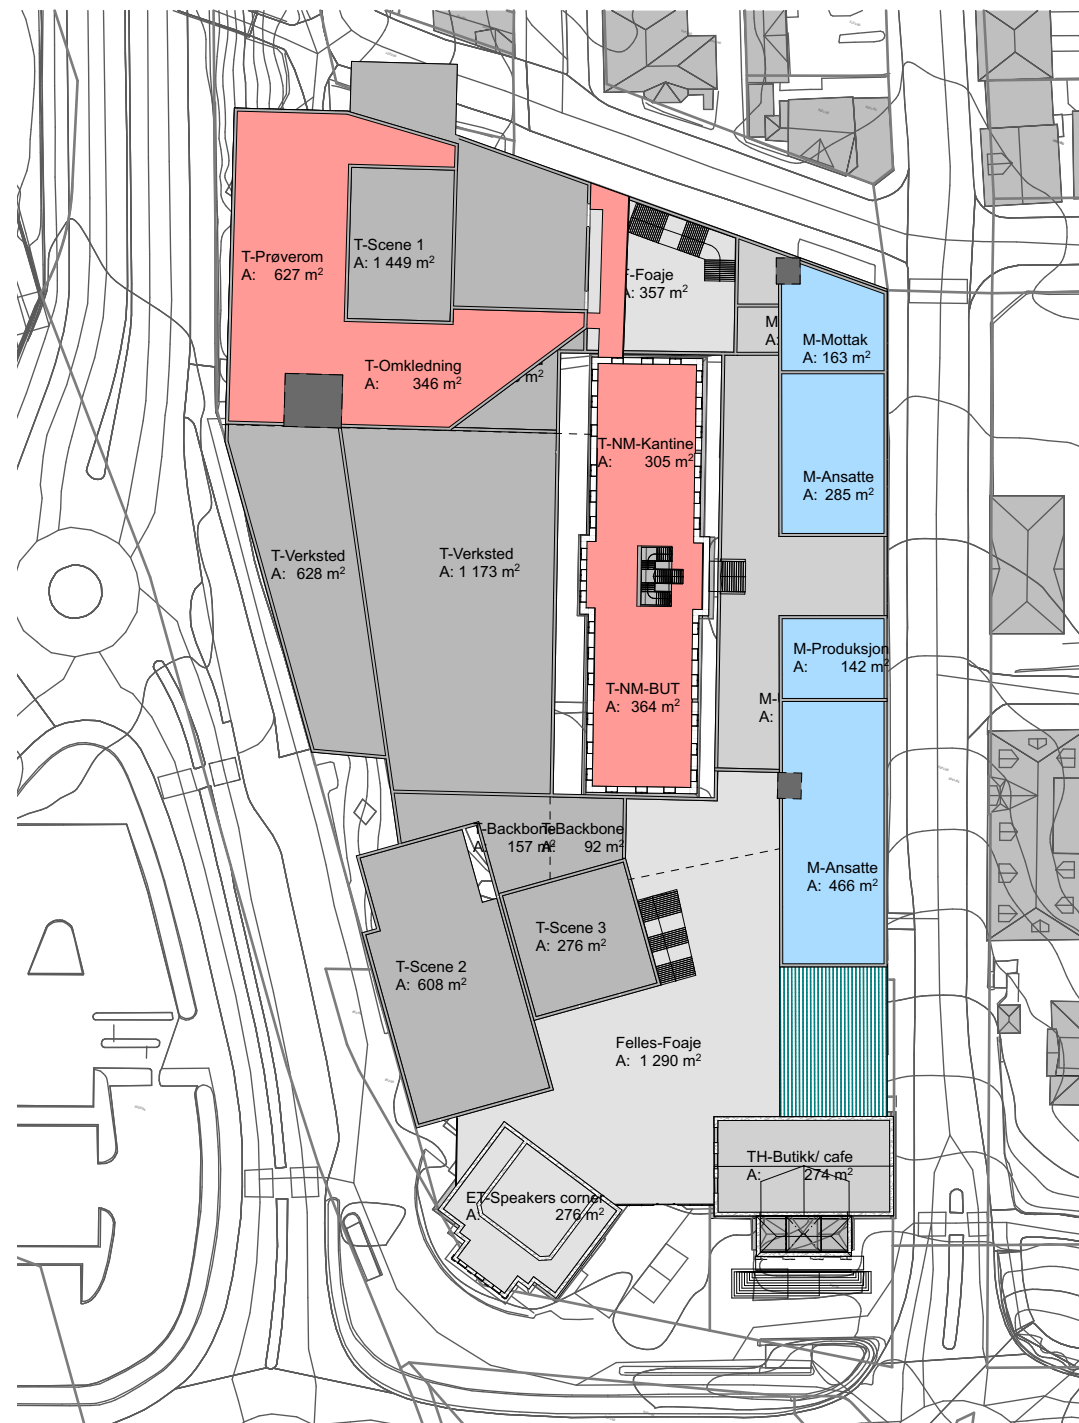 T-Scene 1
A: 1 449 m²
T-Prøverom
A: 627 m²
-Foaje
A: 357 m²
M
A:
M-Mottak
A: 163 m²
T-Omkledning
A: 346 m²
m²
T-NM-Kantine
A: 305 m²
M-Ansatte
A: 285 m²
T-Verksted
A: 628 m²
T-Verksted
A: 1 173 m²
M-Produksjon
A: 142 m²
T-NM-BUT
A: 364 m²
M-
A:
T-Backbone
A: 157 m²
T-Backbone
A: 92 m²
M-Ansatte
A: 466 m²
T-Scene 3
A: 276 m²
T-Scene 2
A: 608 m²
Felles-Foaje
A: 1 290 m²
TH-Butikk/ cafe
A: 274 m²
ET-Speakers corner
A: 276 m²